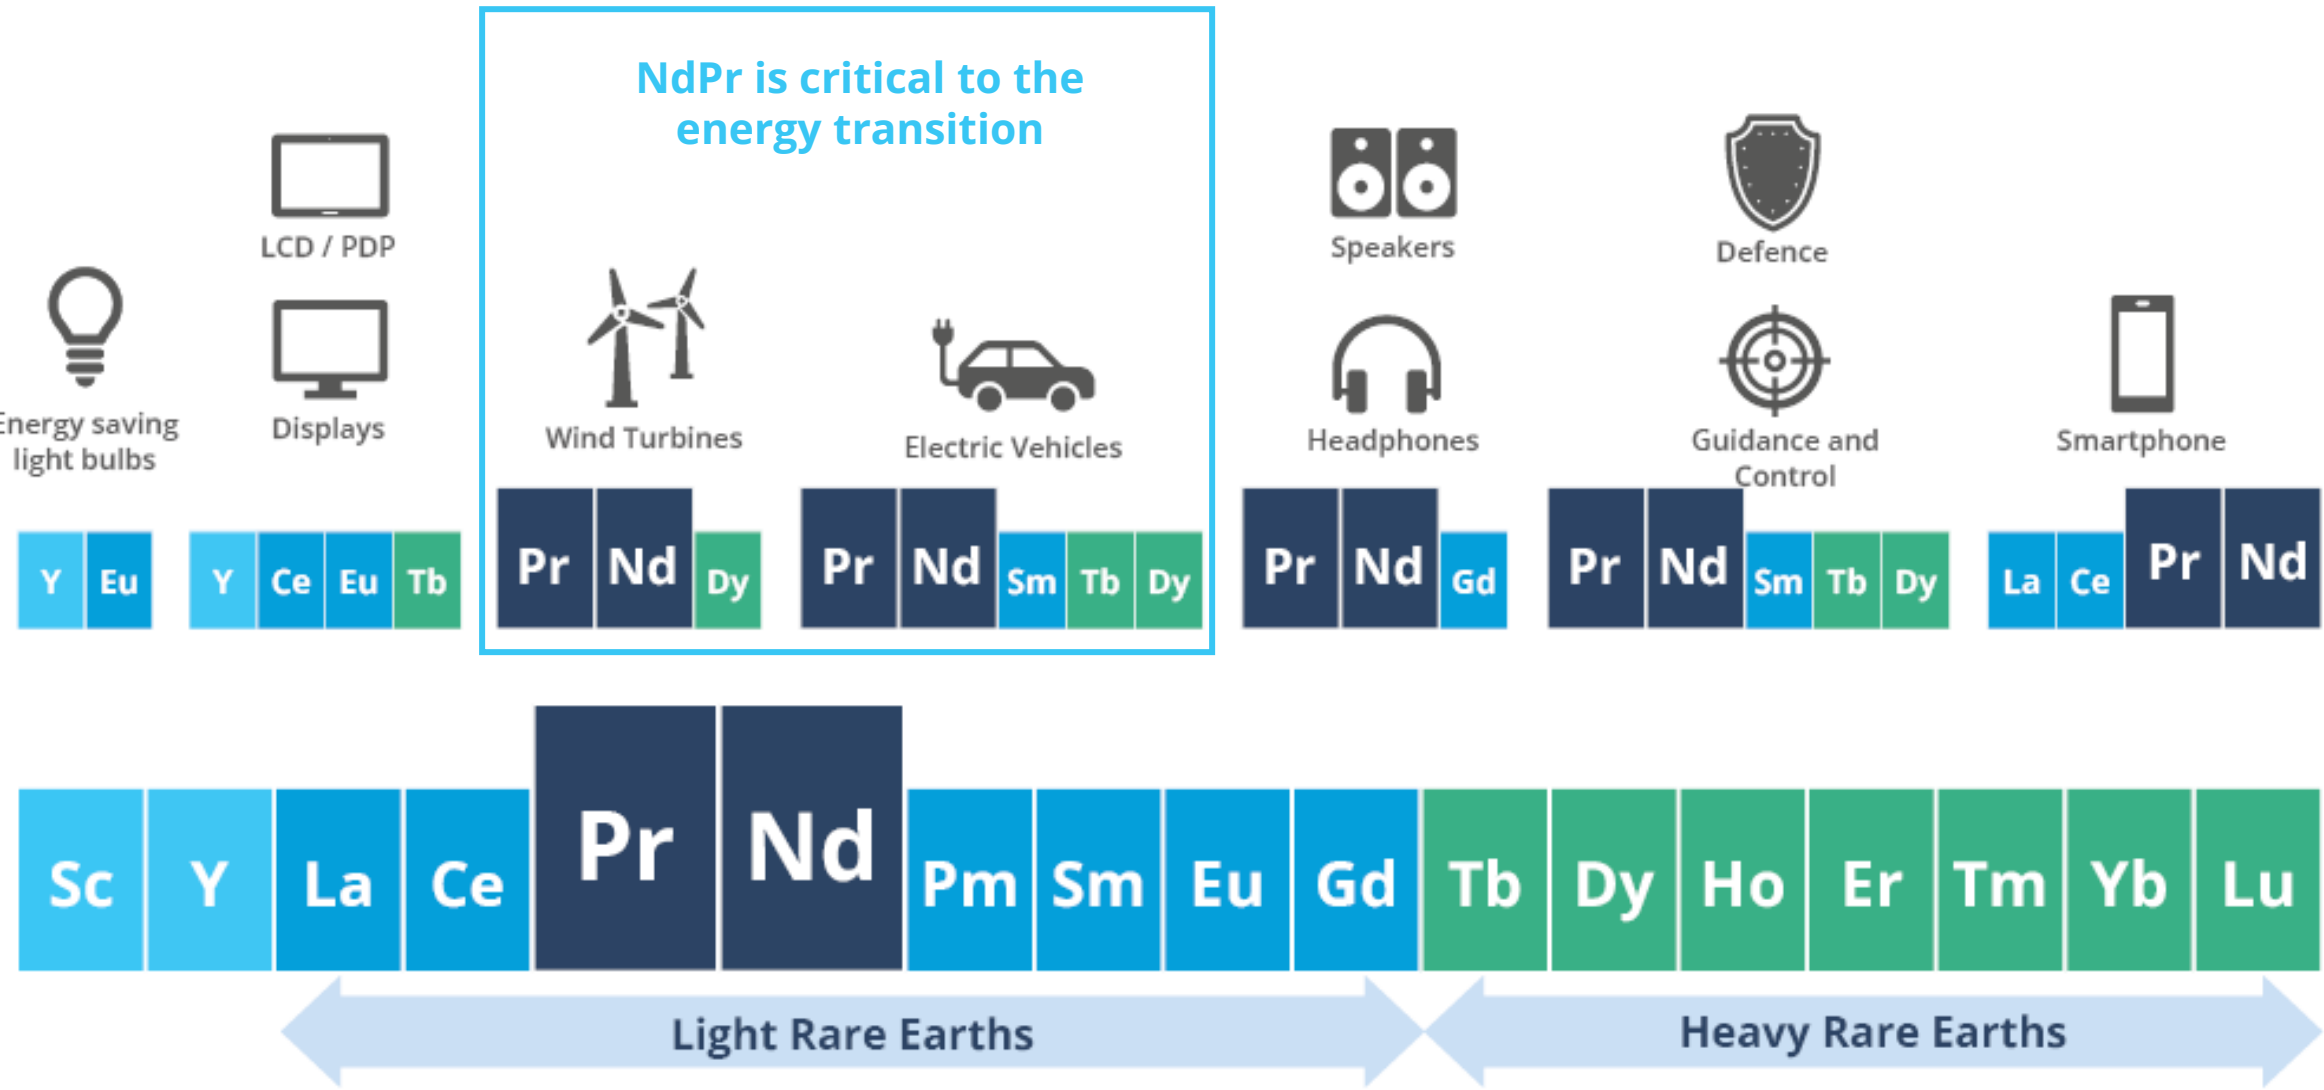 NdPr is critical to the
energy transition
LCD / PDP
Speakers
Defence
Energy saving
light bulbs
Displays
Wind Turbines
Electric Vehicles
Headphones
Guidance and
Control
Smartphone
Y Eu
Y Ce Eu Tb
Pr Nd Dy
Pr Nd Sm Tb Dy
Pr Nd Gd
Pr Nd Sm Tb Dy
La Ce Pr Nd
Sc Y La Ce Pr Nd Pm Sm Eu Gd Tb Dy Ho Er Tm Yb Lu
Light Rare Earths
Heavy Rare Earths